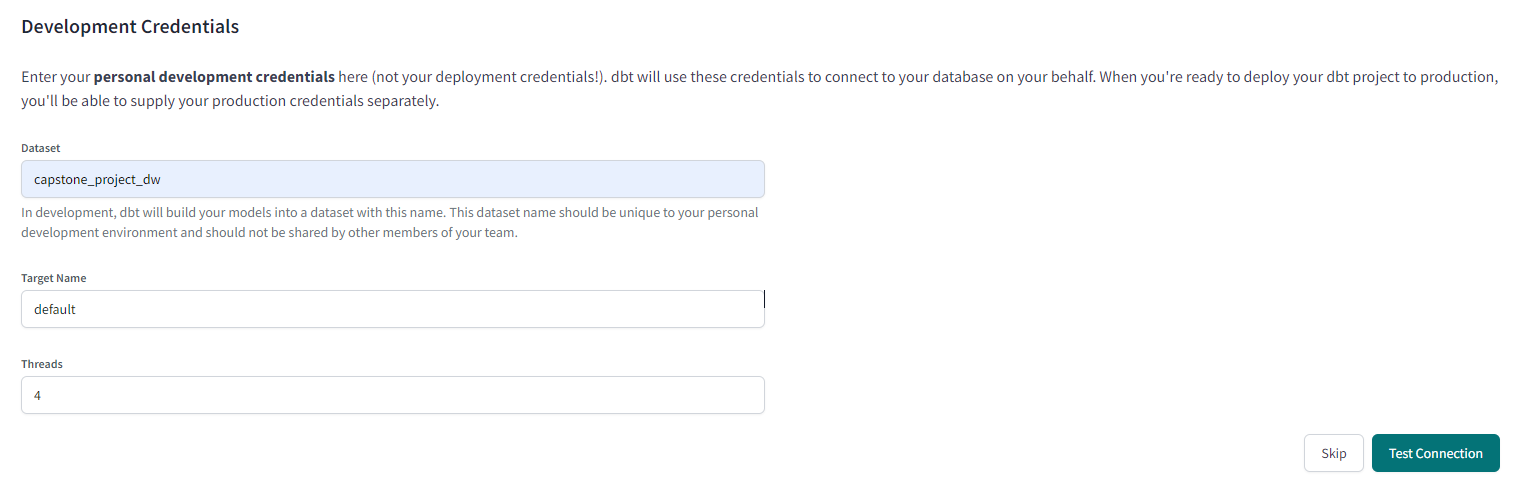 Development Credentials
Enter your personal development credentials here (not your deployment credentials!). dbt will use these credentials to connect to your database on your behalf. When you're ready to deploy your dbt project to production,
you'll be able to supply your production credentials separately.
Dataset
capstone_project_dw
In development, dbt will build your models into a dataset with this name. This dataset name should be unique to your personal
development environment and should not be shared by other members of your team.
Target Name
default
Threads
4
Skip
Test Connection